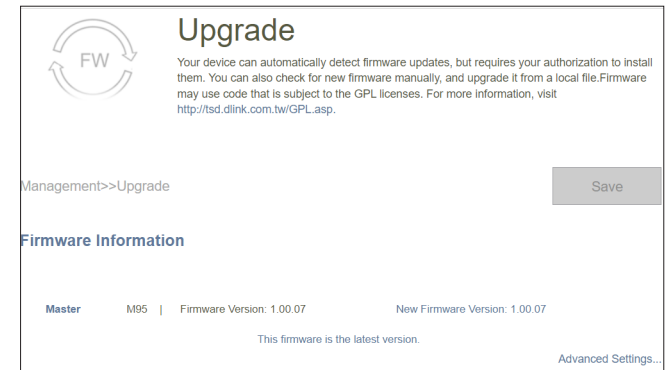 FW
Upgrade
Your device can automatically detect firmware updates, but requires your authorization to install
them. You can also check for new firmware manually, and upgrade it from a local file.Firmware
may use code that is subject to the GPL licenses. For more information, visit
http://tsd.dlink.com.tw/GPL.asp.
Management>>Upgrade
Save
Firmware Information
Master M95 | Firmware Version: 1.00.07 New Firmware Version: 1.00.07
This firmware is the latest version.
Advanced Settings...